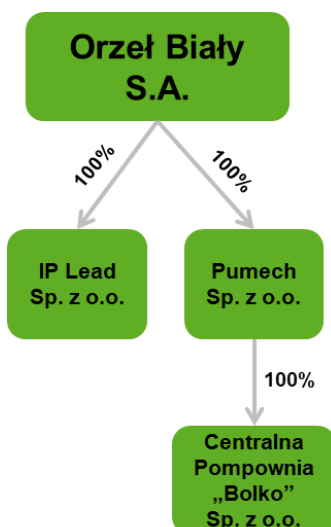 Orzeł Biały
S.A.
100%
100%
IP Lead
Sp. z o.o.
Pumech
Sp. z o.o.
100%
Centralna
Pompownia
„Bolko”
Sp. z o.o.